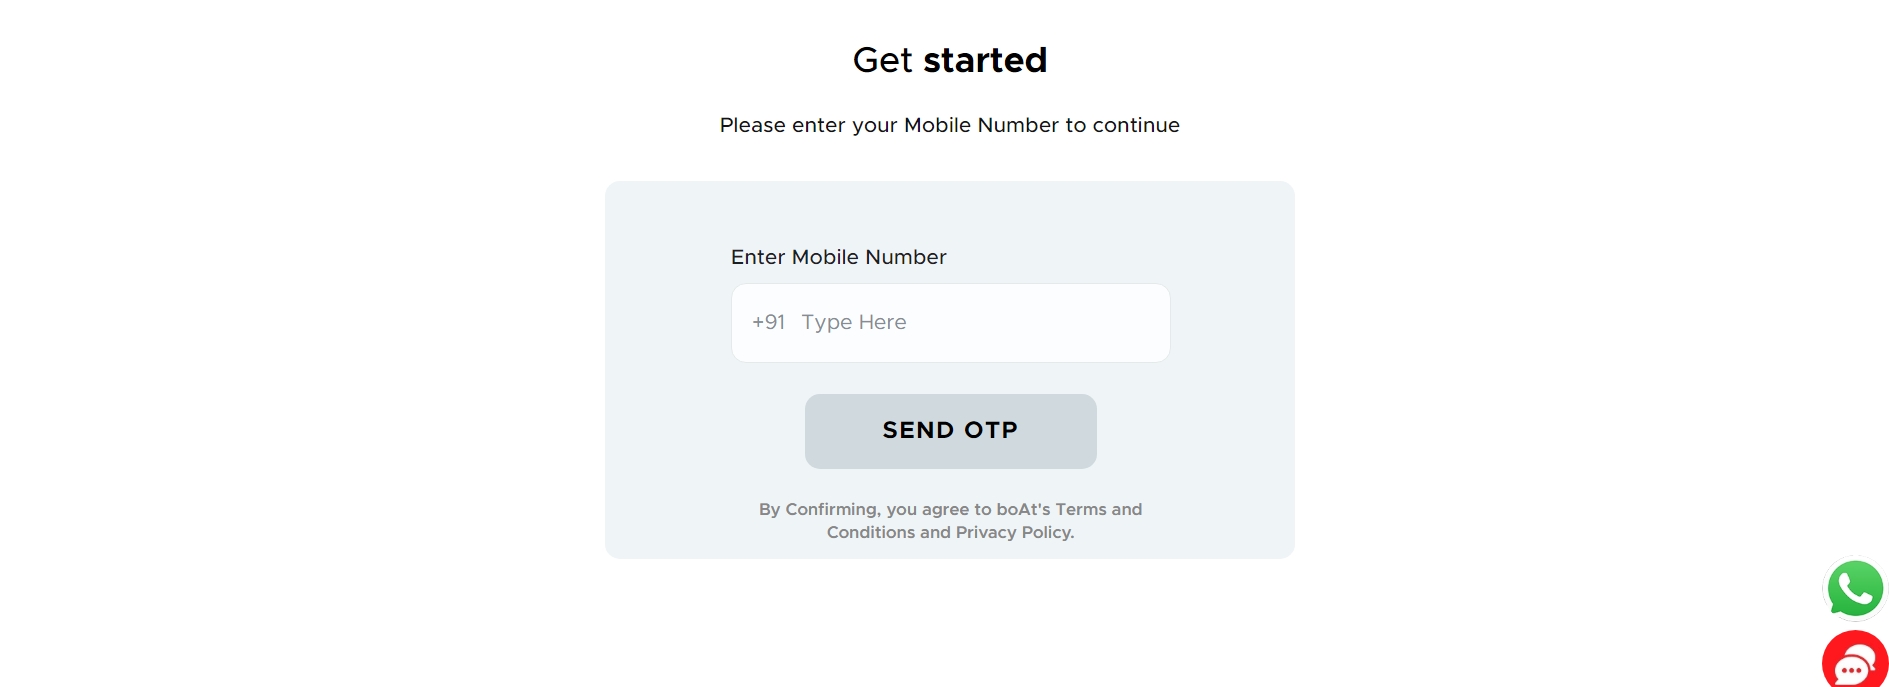 Get started
Please enter your Mobile Number to continue
Enter Mobile Number
+91 Type Here
SEND OTP
By Confirming, you agree to boAt's Terms and
Conditions and Privacy Policy.